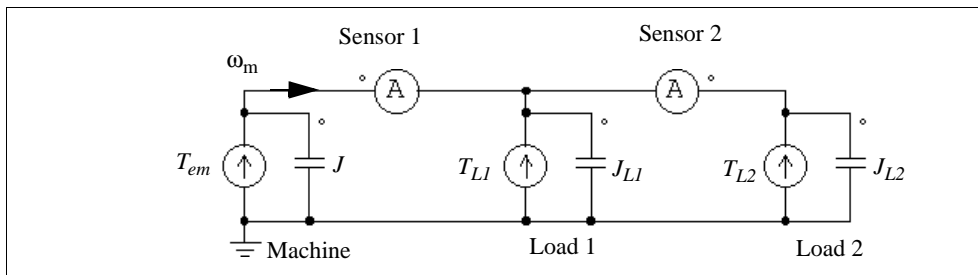 Sensor 1
Sensor 2
ωm
A
A
Tem
J
TL1
JL1
TL2
JL2
Machine
Load 1
Load 2